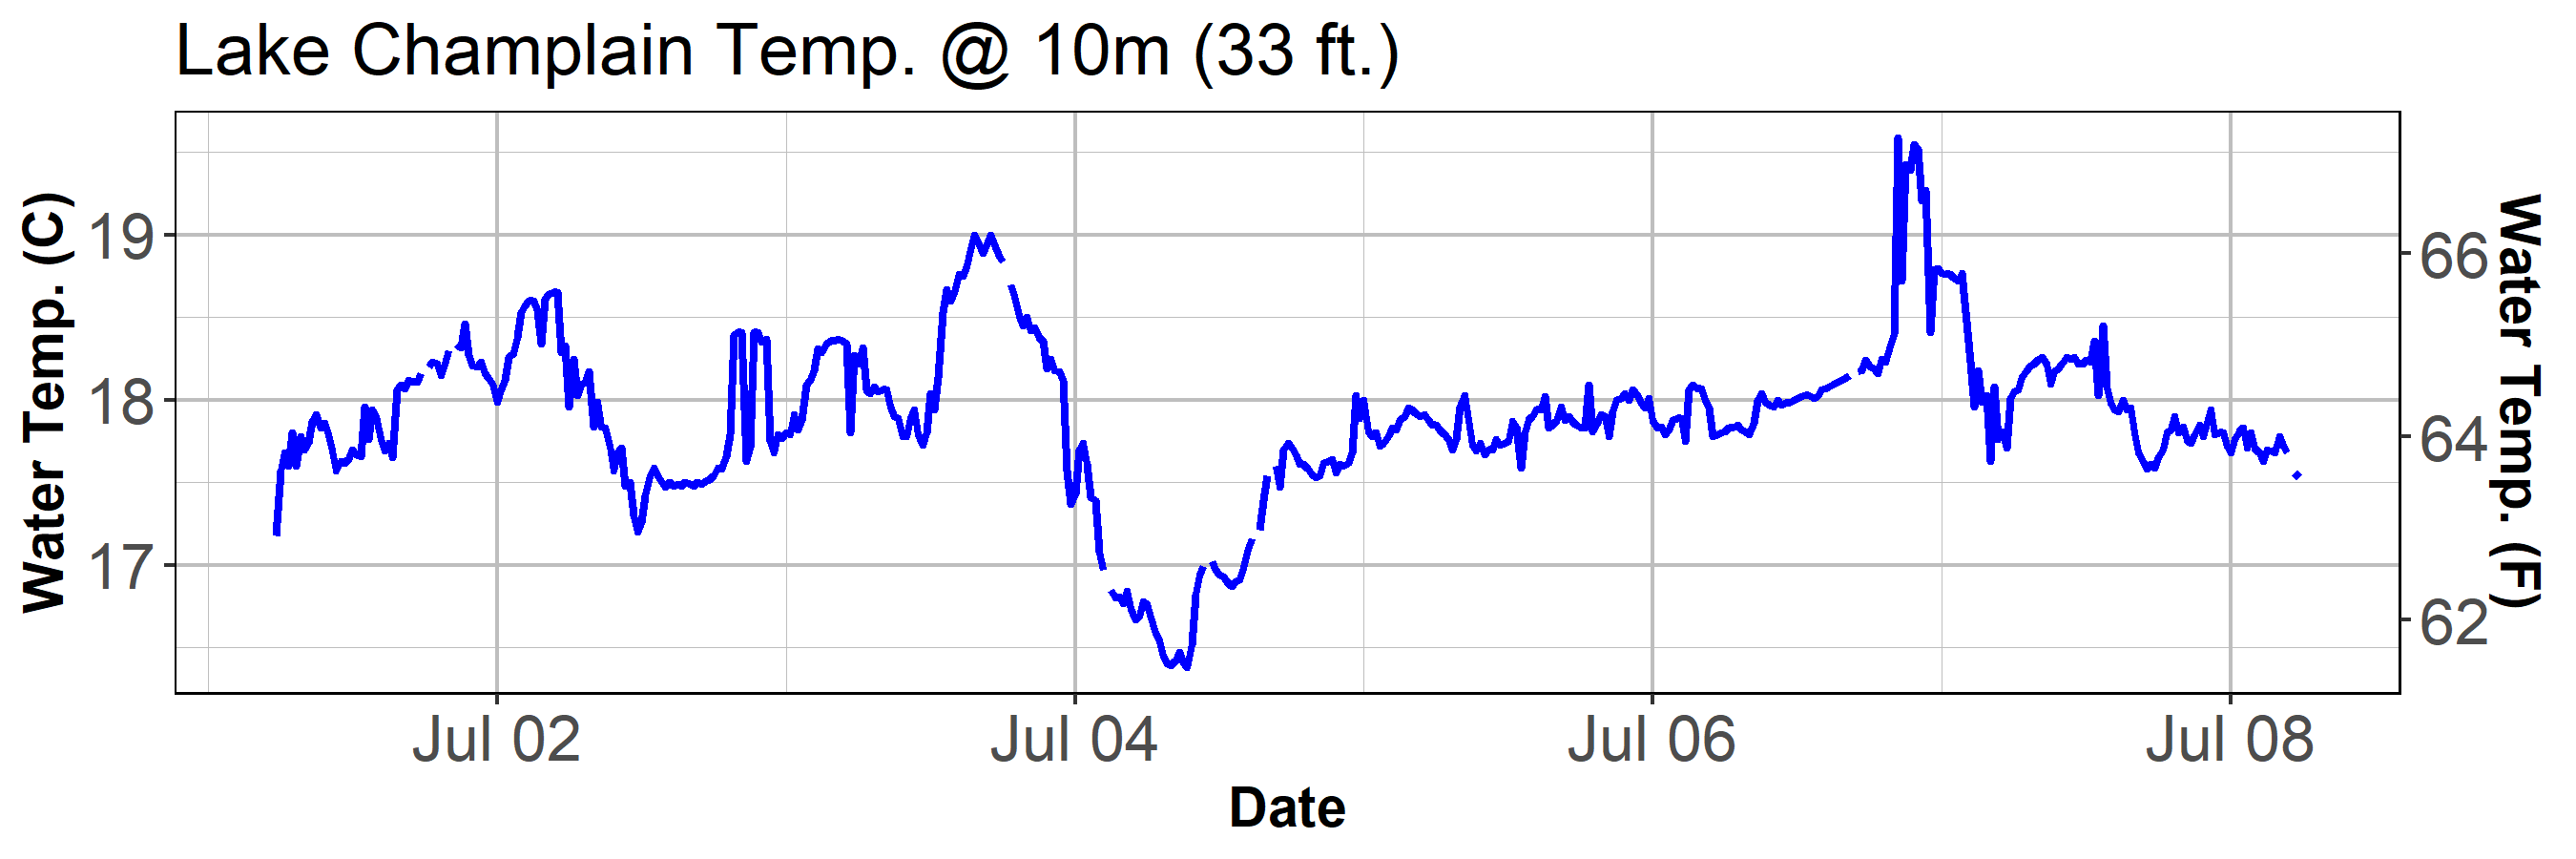 Lake Champlain Temp. @ 10m (33 ft.)
Water Temp. (C)
19
18
17
66
64
62
Water Temp. (F)
Jul 02 Jul 04 Jul 06 Jul 08
Date